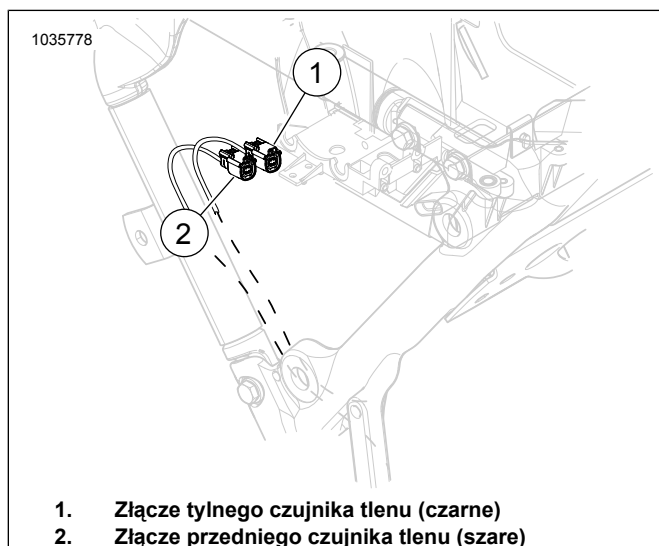 1035778
1
2
1. Złącze tylnego czujnika tlenu (czarne)
2. Złącze przedniego czujnika tlenu (szare)